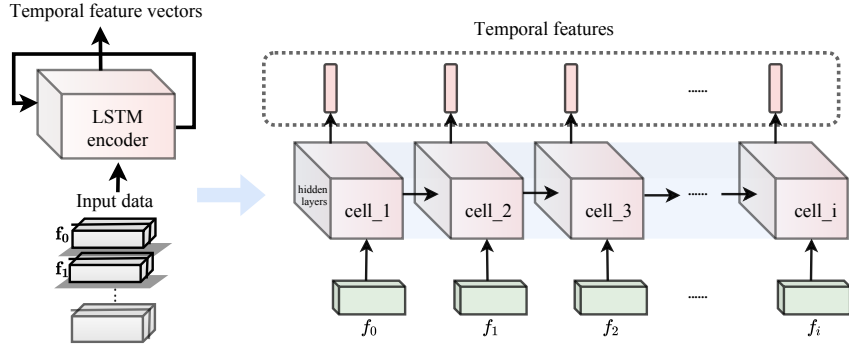 Temporal feature vectors
LSTM
encoder
Input data
f₀
f₁
Temporal features
......
hidden
layers
cell_1
cell_2
cell_3
......
cell_i
f₀
f₁
f₂
......
fᵢ